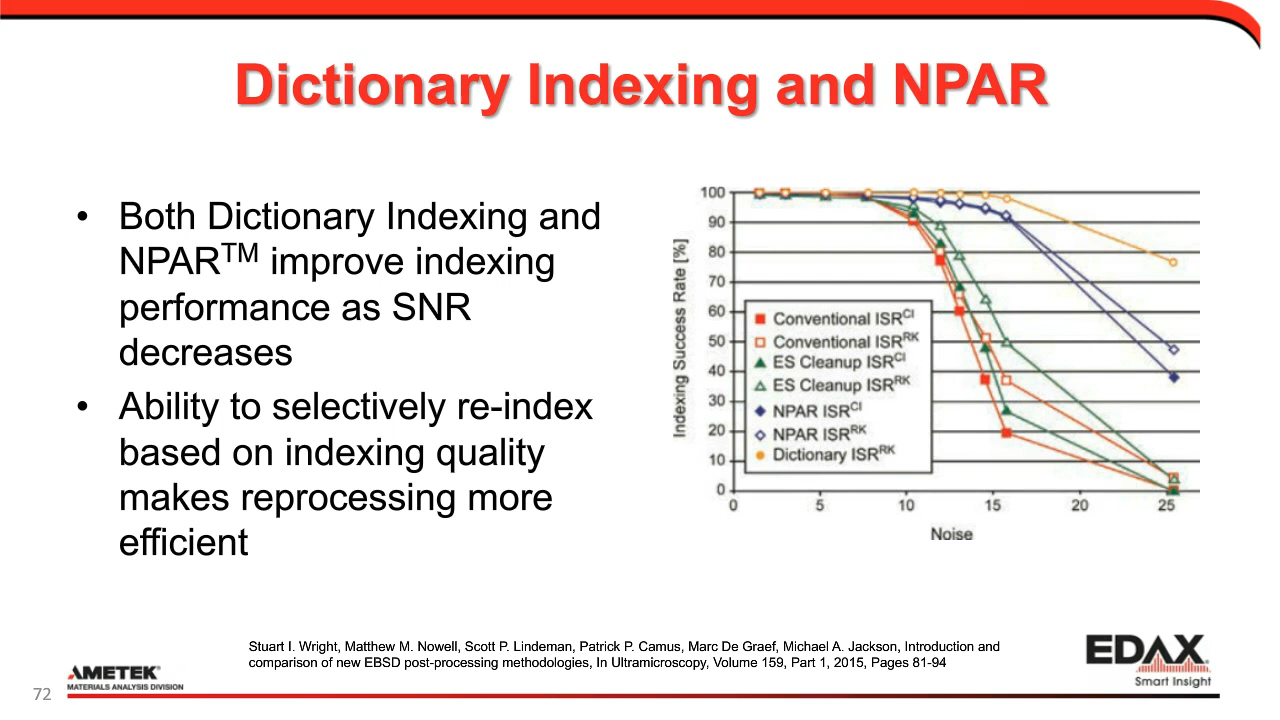 Dictionary Indexing and NPAR
• Both Dictionary Indexing and
NPAR™ improve indexing
performance as SNR
decreases
• Ability to selectively re-index
based on indexing quality
makes reprocessing more
efficient
Indexing Success Rate [%]
100
90
80
70
60
50
40
30
20
10
0
Conventional ISRᶜᴵ
Conventional ISRᴿᴷ
ES Cleanup ISRᶜᴵ
ES Cleanup ISRᴿᴷ
NPAR ISRᶜᴵ
NPAR ISRᴿᴷ
Dictionary ISRᴿᴷ
0 5 10 15 20 25
Noise
Stuart I. Wright, Matthew M. Nowell, Scott P. Lindeman, Patrick P. Camus, Marc De Graef, Michael A. Jackson, Introduction and
comparison of new EBSD post-processing methodologies, In Ultramicroscopy, Volume 159, Part 1, 2015, Pages 81-94
72
AMETEK®
MATERIALS ANALYSIS DIVISION
EDAX
Smart Insight